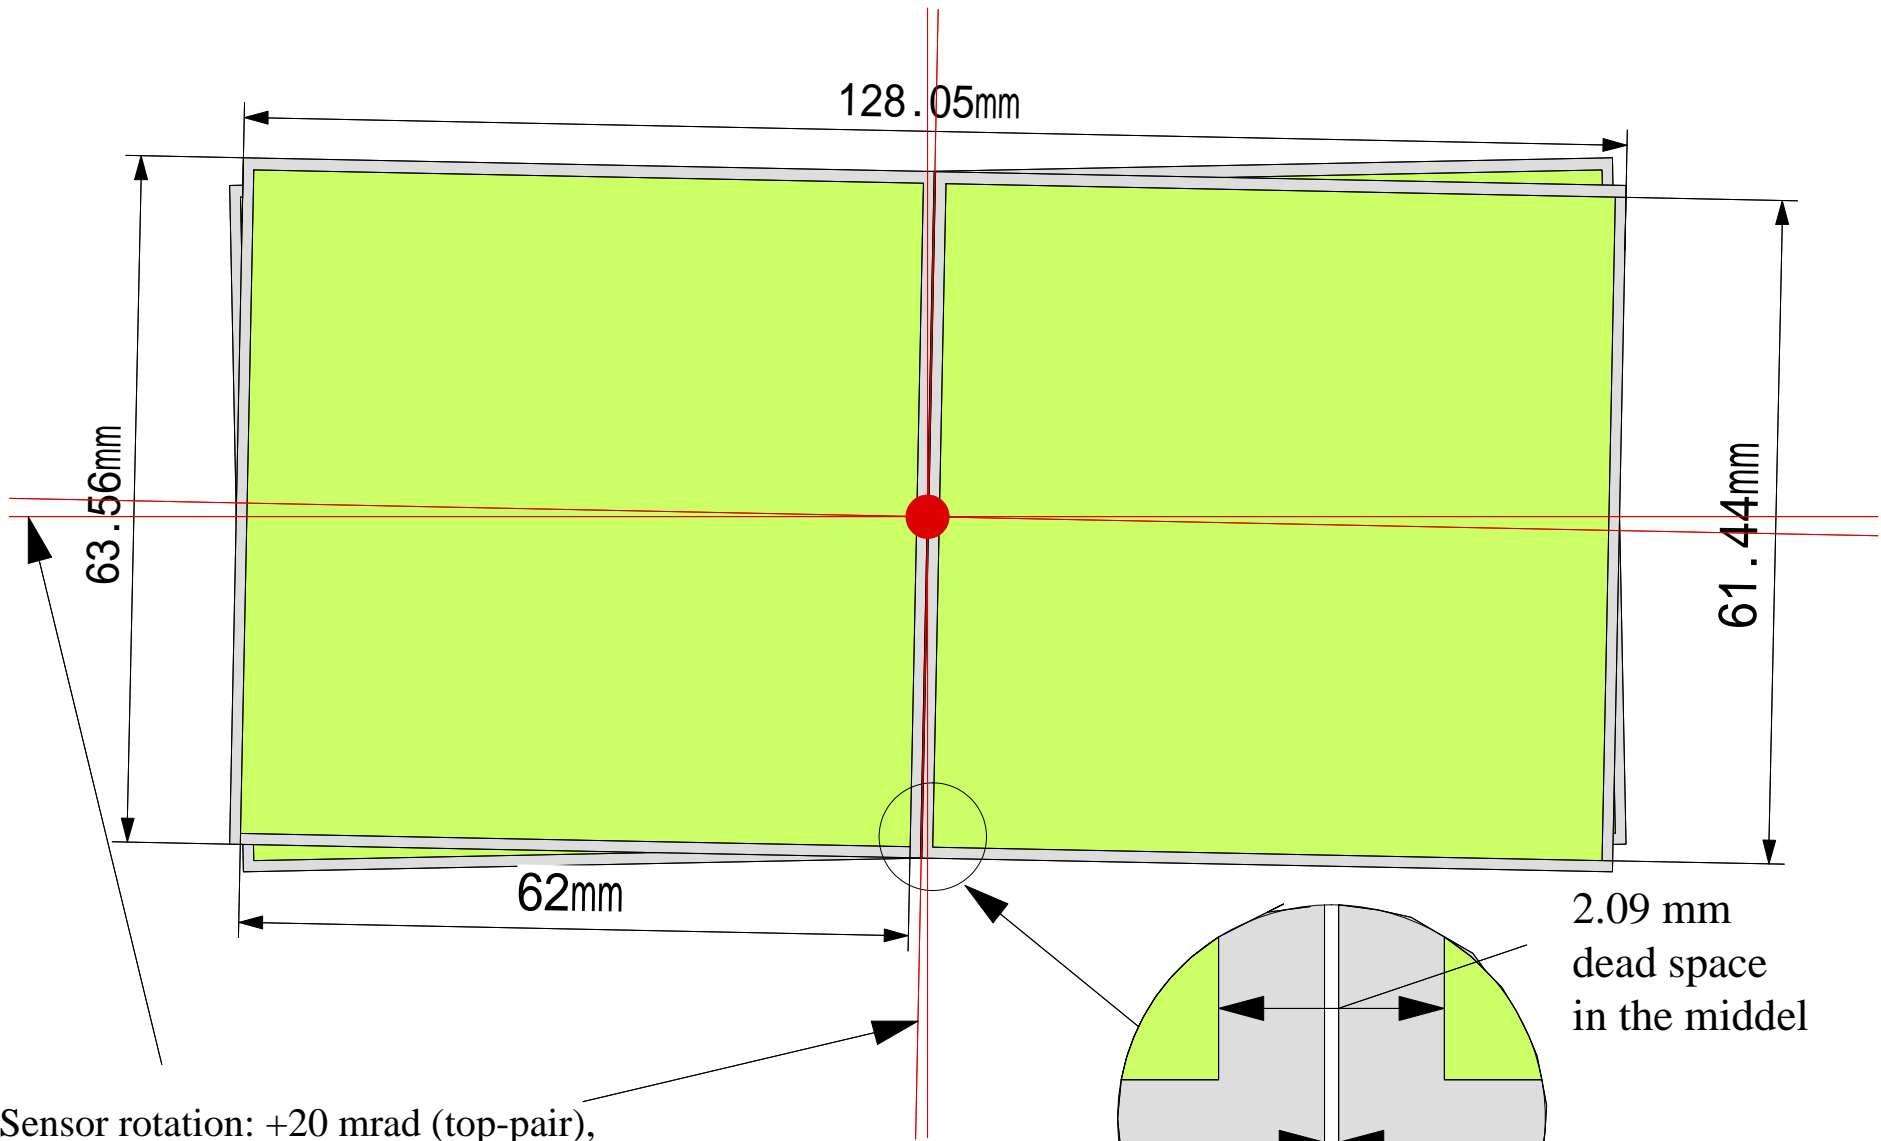 128.05mm
63.56mm
61.44mm
62mm
2.09 mm
dead space
in the middel
Sensor rotation: +20 mrad (top-pair),